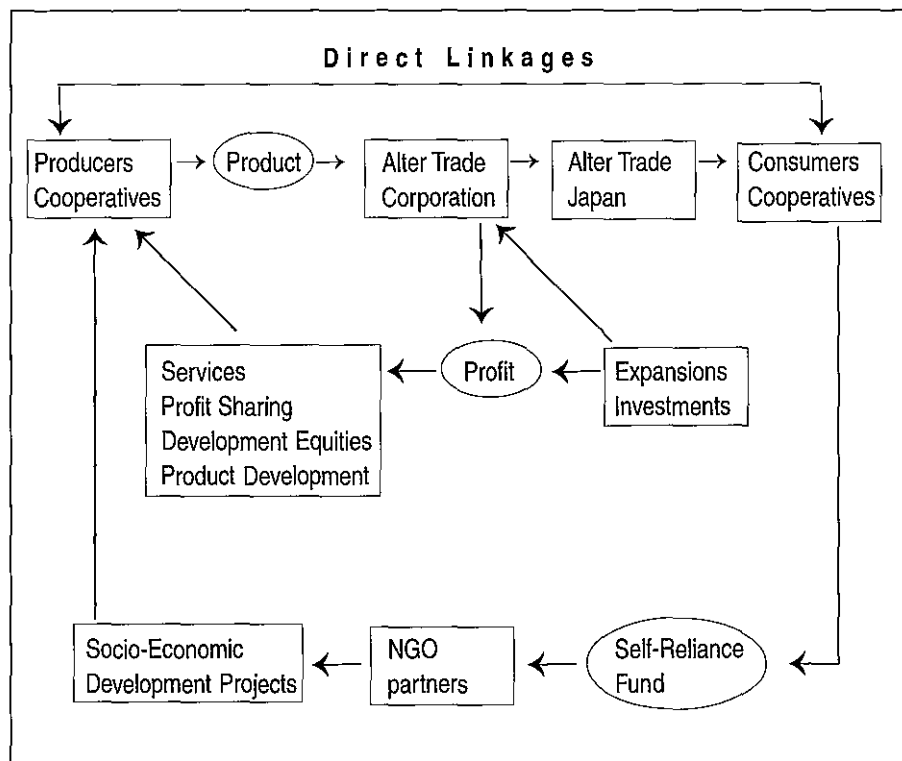 Direct Linkages
Producers
Cooperatives
Product
Alter Trade
Corporation
Alter Trade
Japan
Consumers
Cooperatives
Services
Profit Sharing
Development Equities
Product Development
Profit
Expansions
Investments
Socio-Economic
Development Projects
NGO
partners
Self-Reliance
Fund